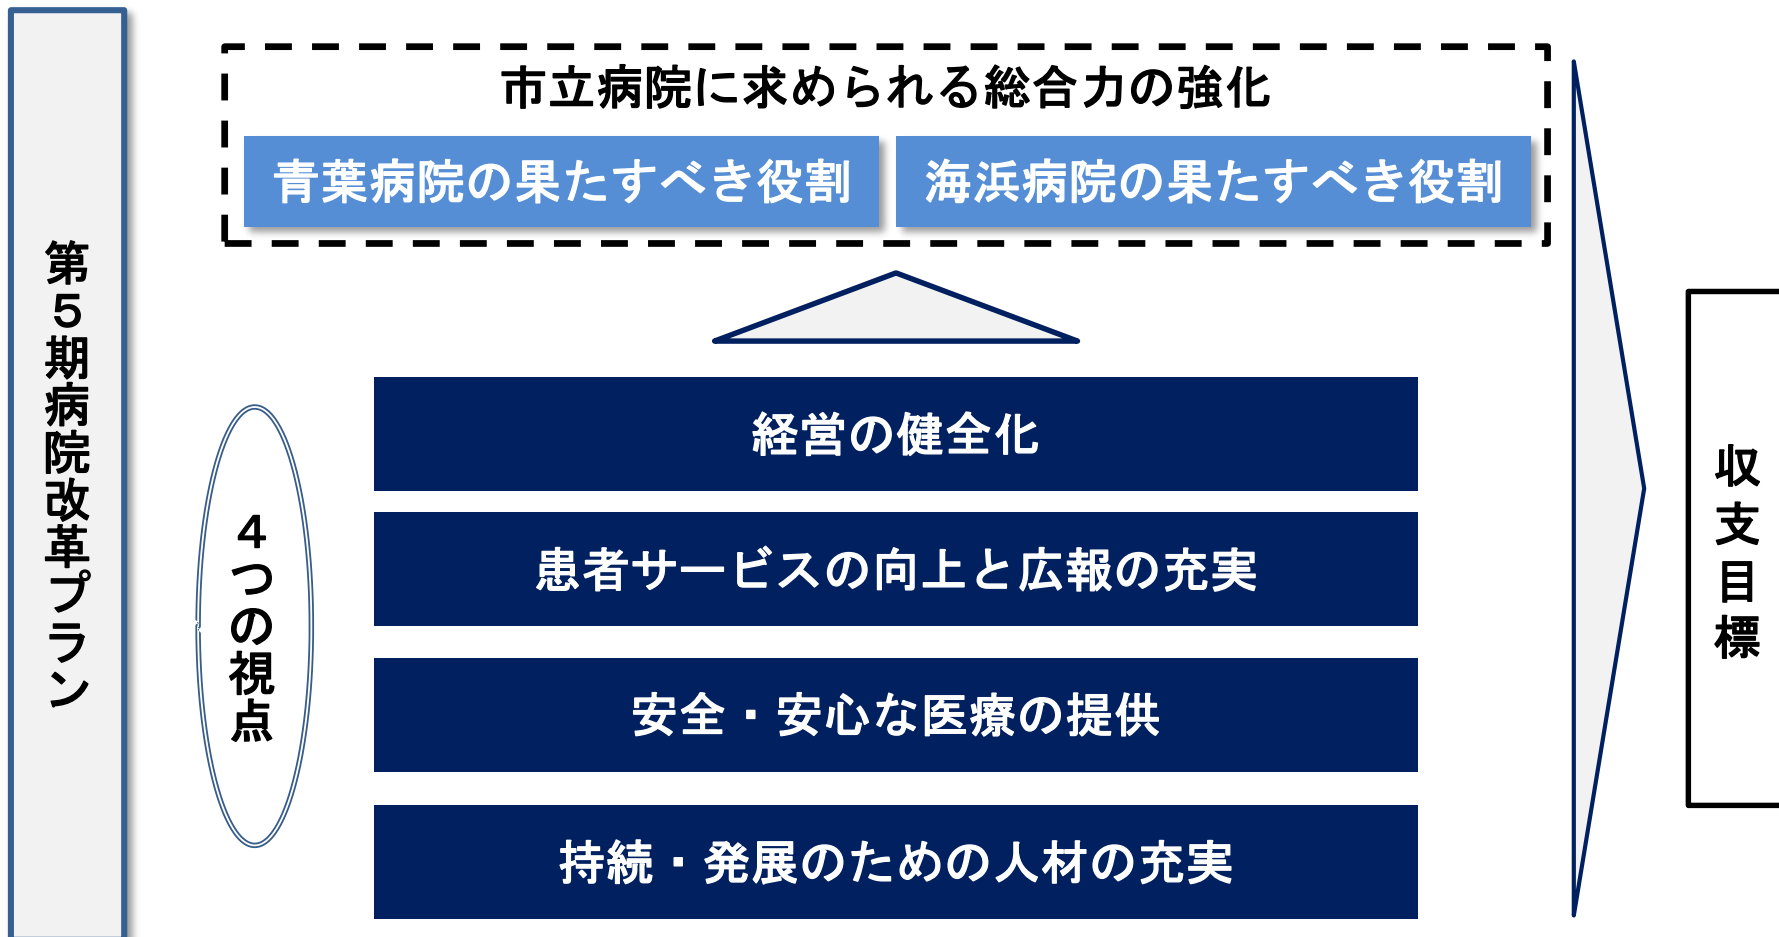 第５期病院改革プラン
市立病院に求められる総合力の強化
青葉病院の果たすべき役割
海浜病院の果たすべき役割
４つの視点
経営の健全化
患者サービスの向上と広報の充実
安全・安心な医療の提供
持続・発展のための人材の充実
収支目標